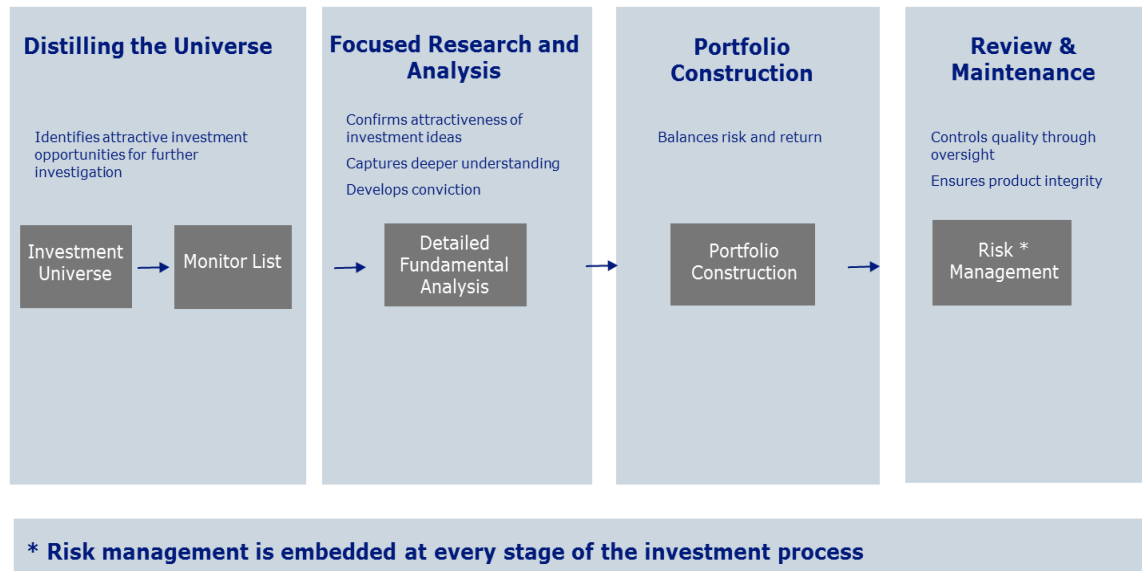 Distilling the Universe
Identifies attractive investment
opportunities for further
investigation
Investment
Universe
Monitor List
Focused Research and
Analysis
Confirms attractiveness of
investment ideas
Captures deeper understanding
Develops conviction
Detailed
Fundamental
Analysis
Portfolio
Construction
Balances risk and return
Portfolio
Construction
Review &
Maintenance
Controls quality through
oversight
Ensures product integrity
Risk *
Management
* Risk management is embedded at every stage of the investment process